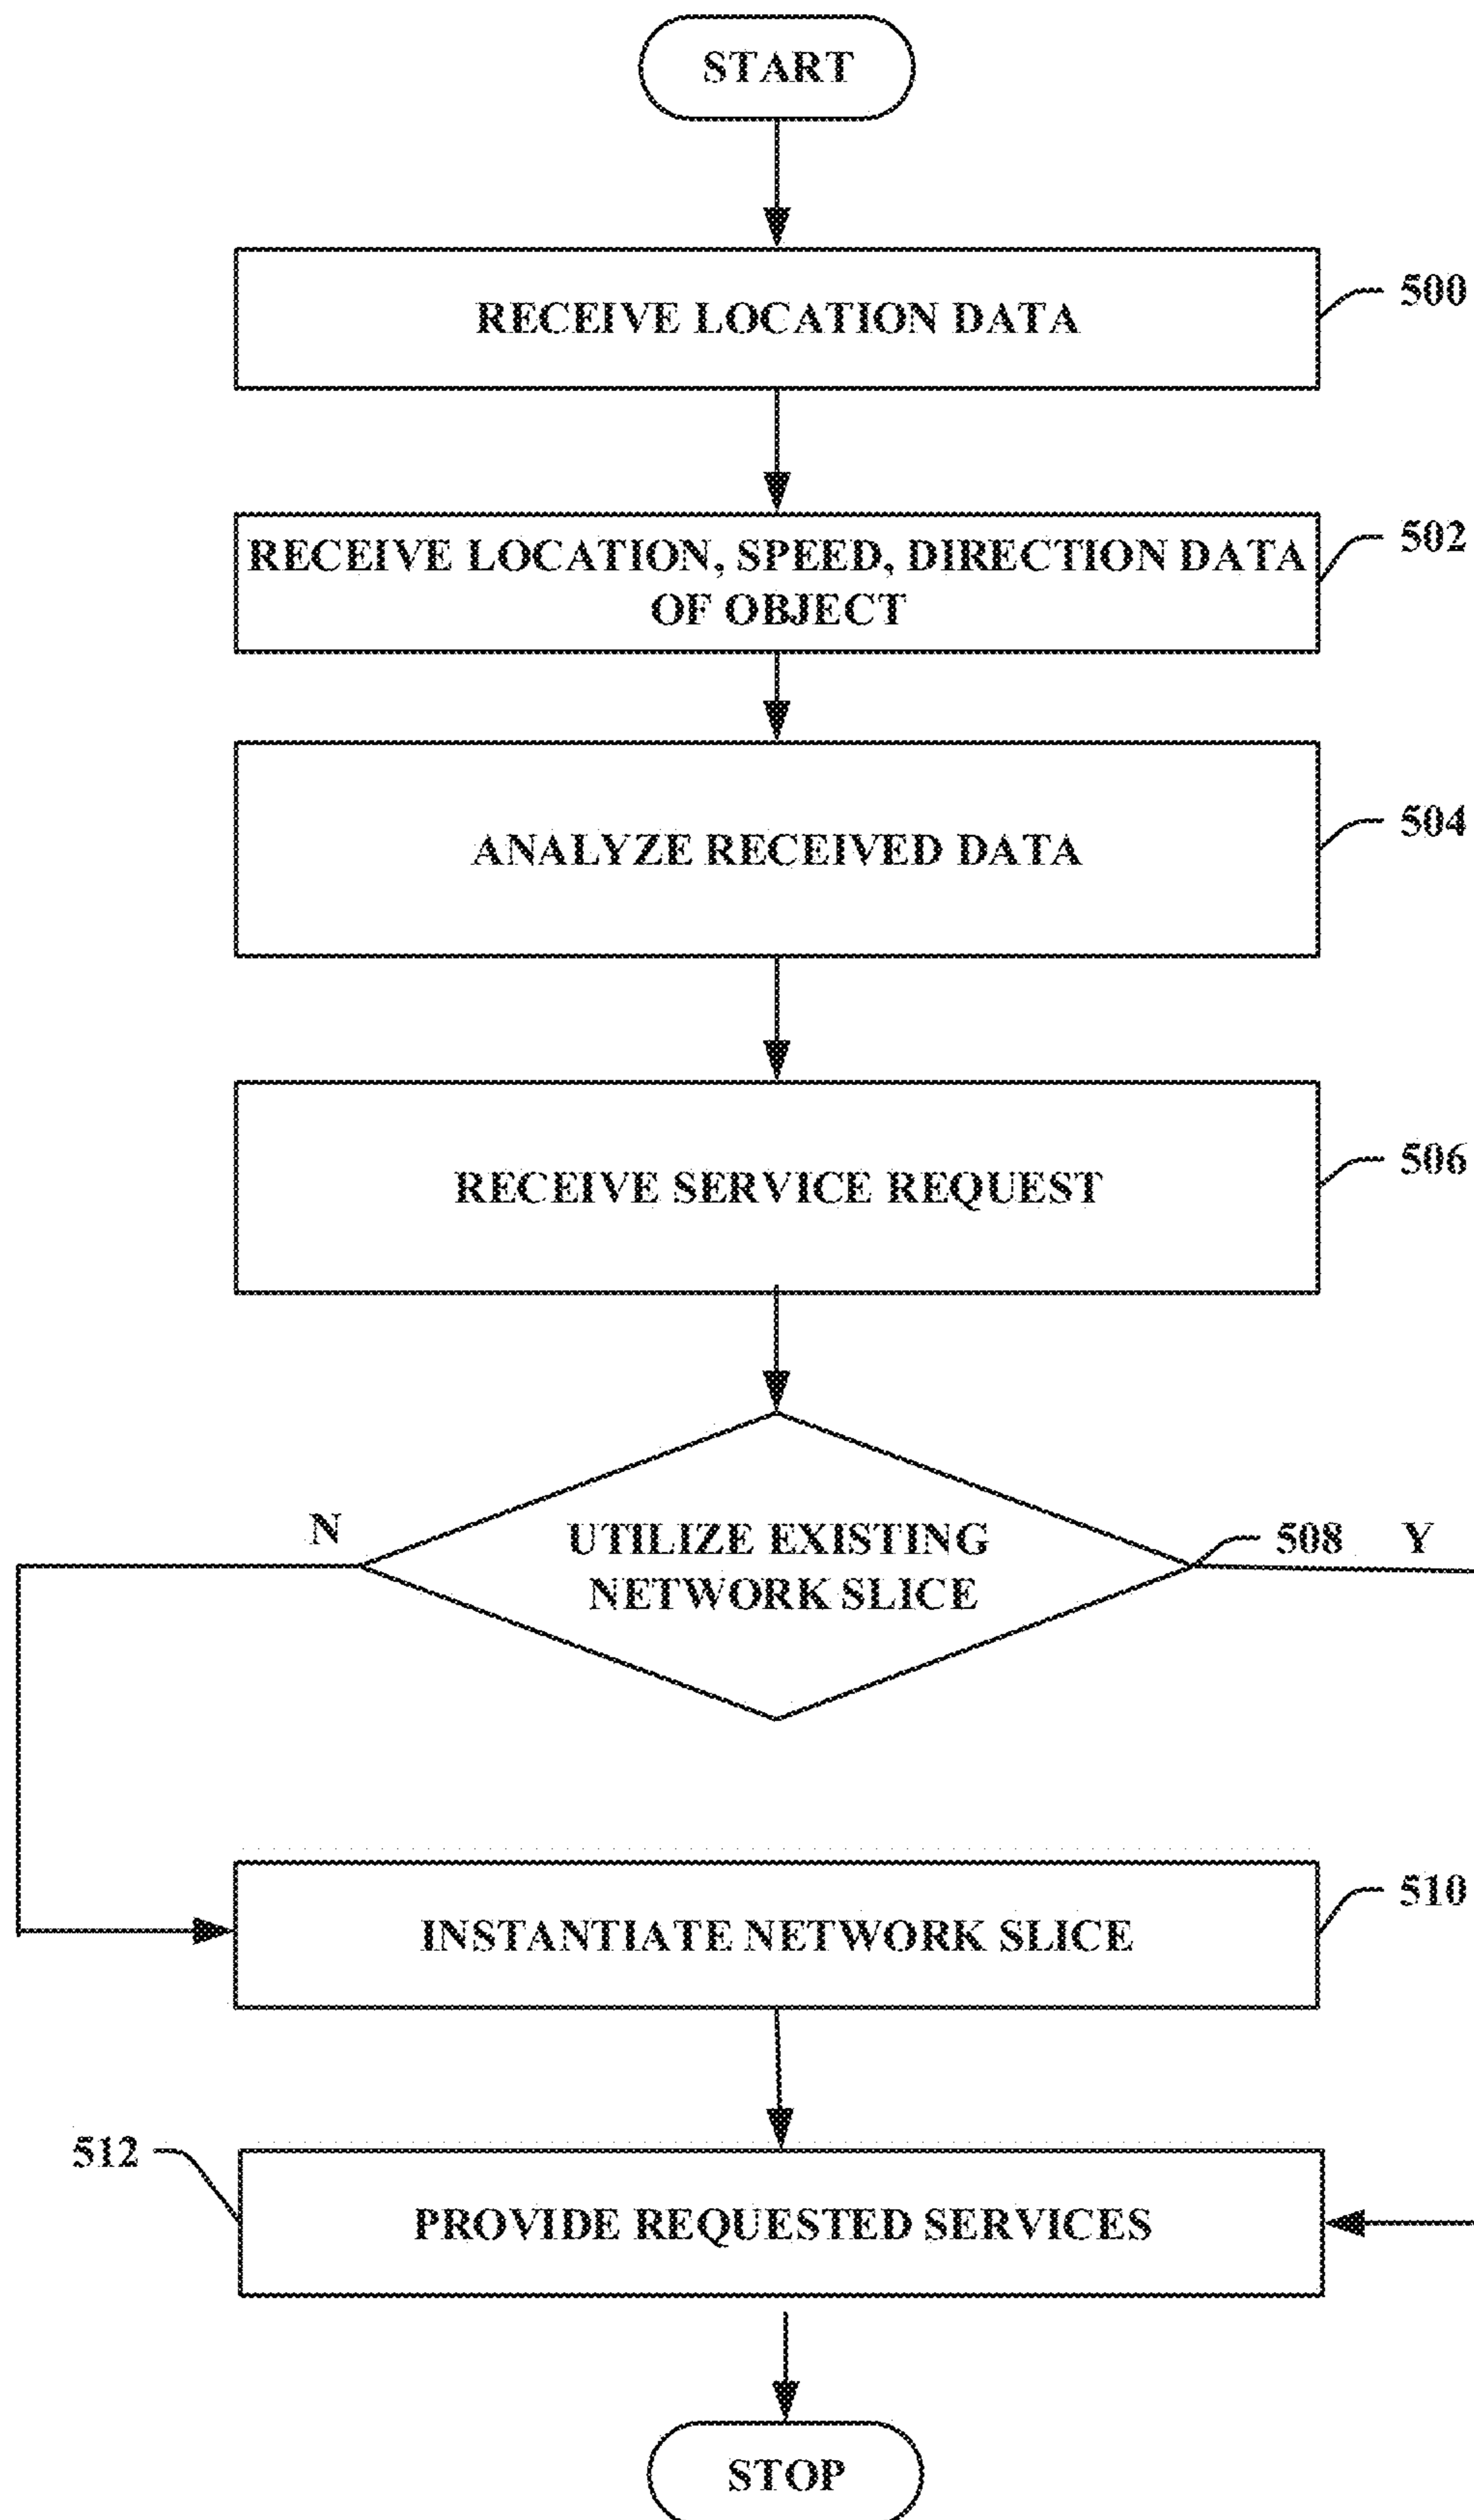 START
RECEIVE LOCATION DATA
500
RECEIVE LOCATION, SPEED, DIRECTION DATA
OF OBJECT
502
ANALYZE RECEIVED DATA
504
RECEIVE SERVICE REQUEST
506
N
UTILIZE EXISTING
NETWORK SLICE
508
Y
INSTANTIATE NETWORK SLICE
510
512
PROVIDE REQUESTED SERVICES
STOP